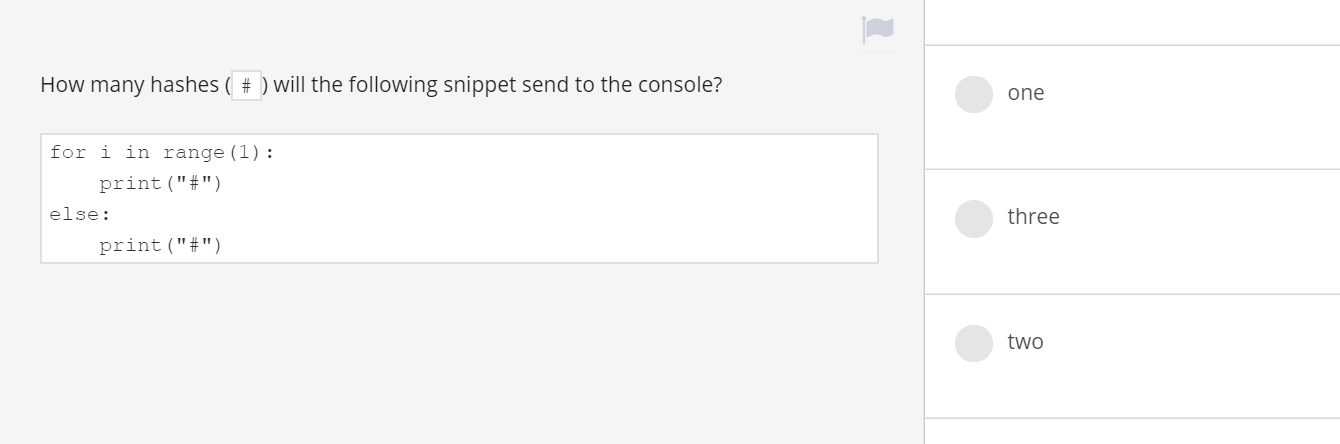 How many hashes ( # ) will the following snippet send to the console?
for i in range(1):
    print("#")
else:
    print("#")
one
three
two